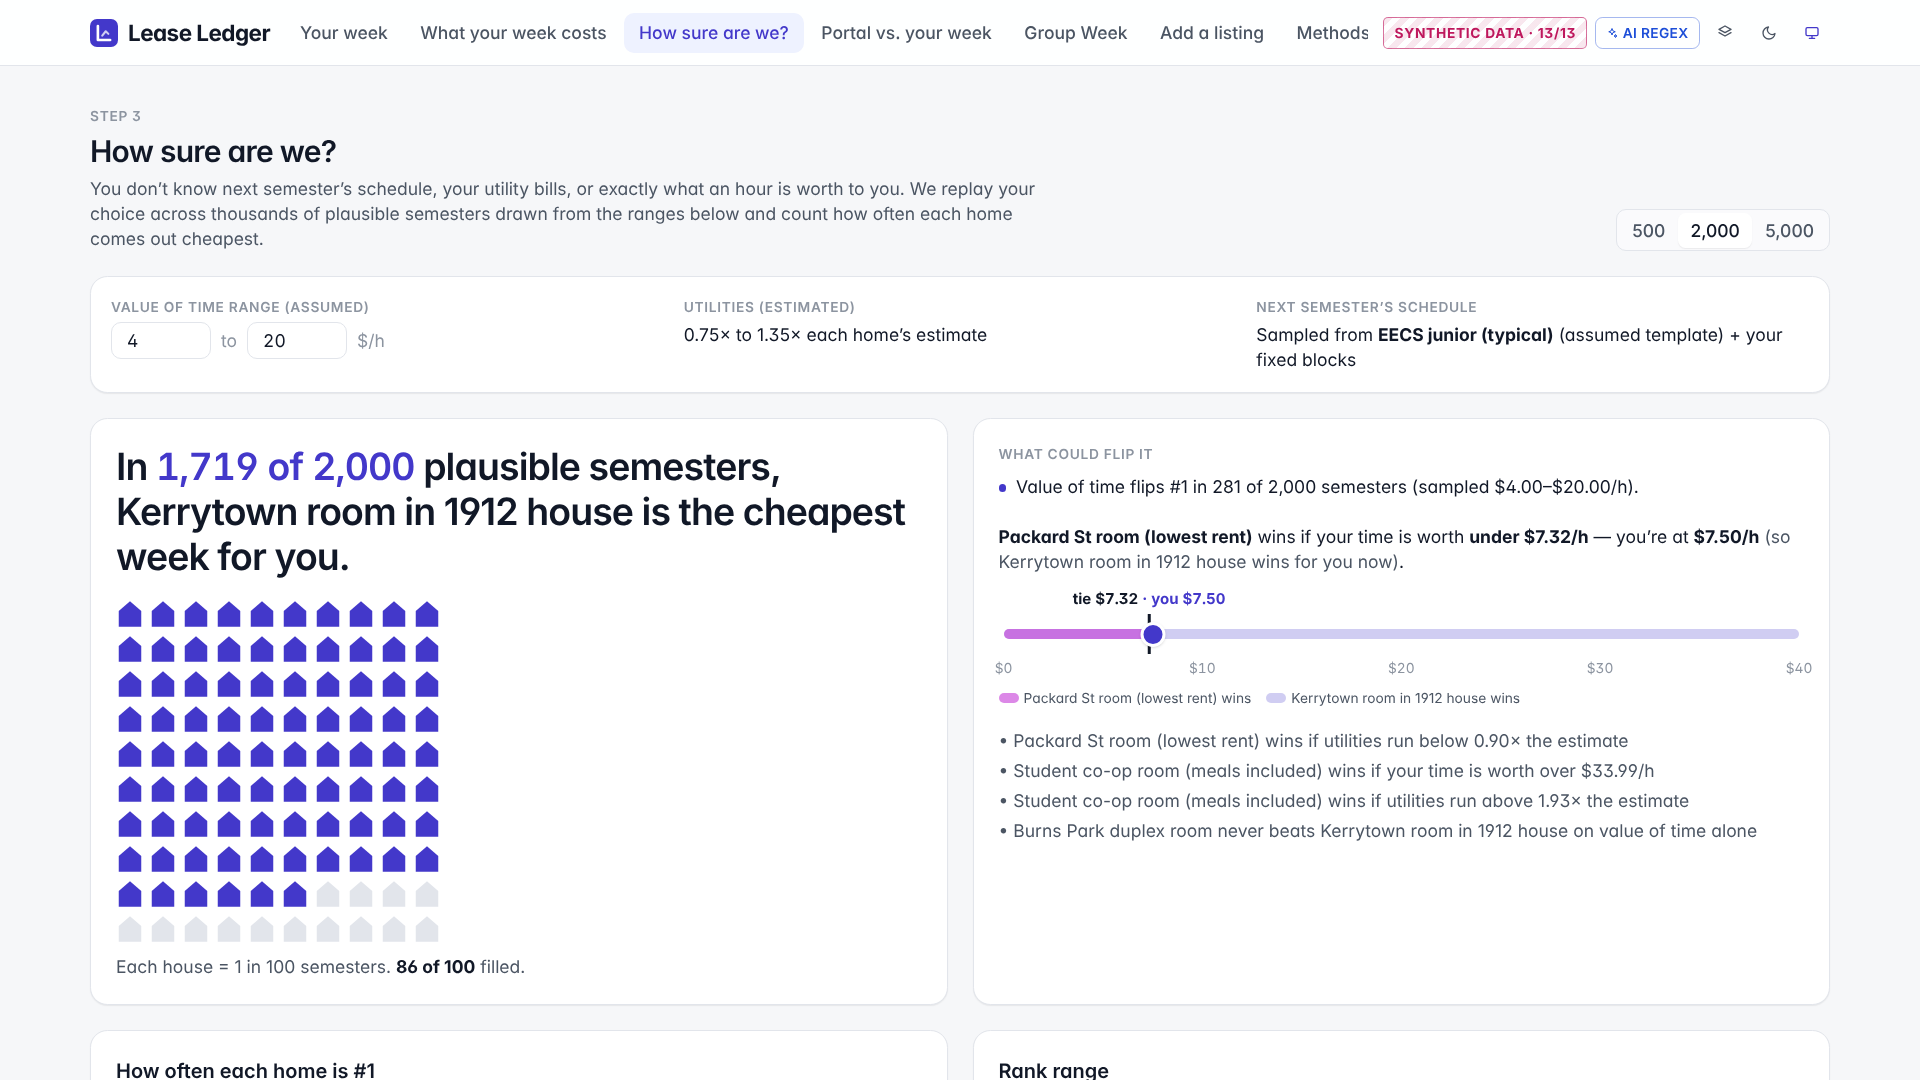 Lease Ledger
Your week
What your week costs
How sure are we?
Portal vs. your week
Group Week
Add a listing
Methods
SYNTHETIC DATA · 13/13
AI REGEX
STEP 3
How sure are we?
You don’t know next semester’s schedule, your utility bills, or exactly what an hour is worth to you. We replay your
choice across thousands of plausible semesters drawn from the ranges below and count how often each home
comes out cheapest.
500
2,000
5,000
VALUE OF TIME RANGE (ASSUMED)
4 to 20 $/h
UTILITIES (ESTIMATED)
0.75× to 1.35× each home’s estimate
NEXT SEMESTER’S SCHEDULE
Sampled from EECS junior (typical) (assumed template) + your
fixed blocks
In 1,719 of 2,000 plausible semesters,
Kerrytown room in 1912 house is the cheapest
week for you.
Each house = 1 in 100 semesters. 86 of 100 filled.
WHAT COULD FLIP IT
Value of time flips #1 in 281 of 2,000 semesters (sampled $4.00–$20.00/h).
Packard St room (lowest rent) wins if your time is worth under $7.32/h — you’re at $7.50/h (so
Kerrytown room in 1912 house wins for you now).
tie $7.32 · you $7.50
$0
$10
$20
$30
$40
Packard St room (lowest rent) wins
Kerrytown room in 1912 house wins
• Packard St room (lowest rent) wins if utilities run below 0.90× the estimate
• Student co-op room (meals included) wins if your time is worth over $33.99/h
• Student co-op room (meals included) wins if utilities run above 1.93× the estimate
• Burns Park duplex room never beats Kerrytown room in 1912 house on value of time alone
How often each home is #1
Rank range